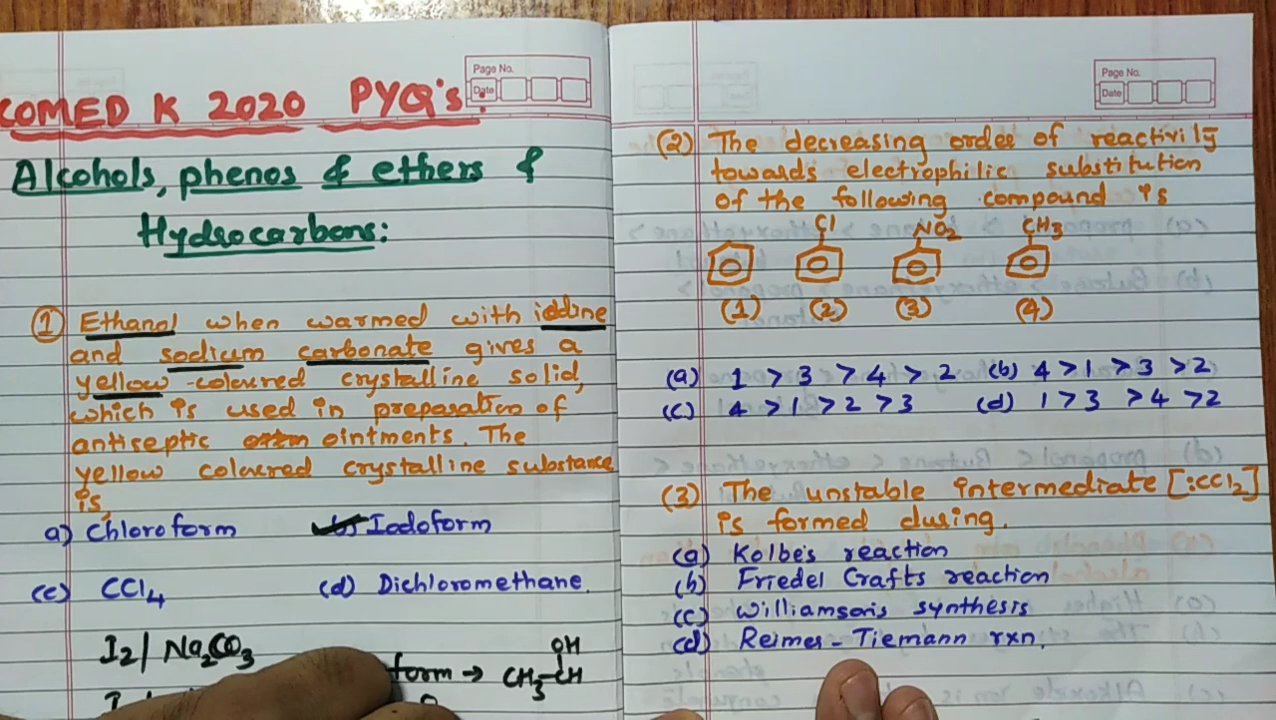 COMED K 2020 PYQ's.
Page No.
Date
Alcohols, phenos & ethers &
Hydrocarbons:
① Ethanol when warmed with iodine
and sodium carbonate gives a
yellow-coloured crystalline solid,
which is used in preparation of
antiseptic ointments. The
yellow coloured crystalline substance
is,
a) Chloroform (b) Iodoform
(c) CCl4 (d) Dichloromethane.
I2/ Na2CO3
form → CH3-CH
OH
Page No.
Date
(2) The decreasing order of reactivity
towards electrophilic substitution
of the following compound is
Cl NO2 CH3
(1) (2) (3) (4)
(a) 1 > 3 > 4 > 2 (b) 4 > 1 > 3 > 2
(c) 4 > 1 > 2 > 3 (d) 1 > 3 > 4 > 2
(3) The unstable intermediate [:CCl2]
is formed during.
(a) Kolbe's reaction
(b) Friedel Crafts reaction
(c) Williamson's synthesis
(d) Reimer-Tiemann rxn.